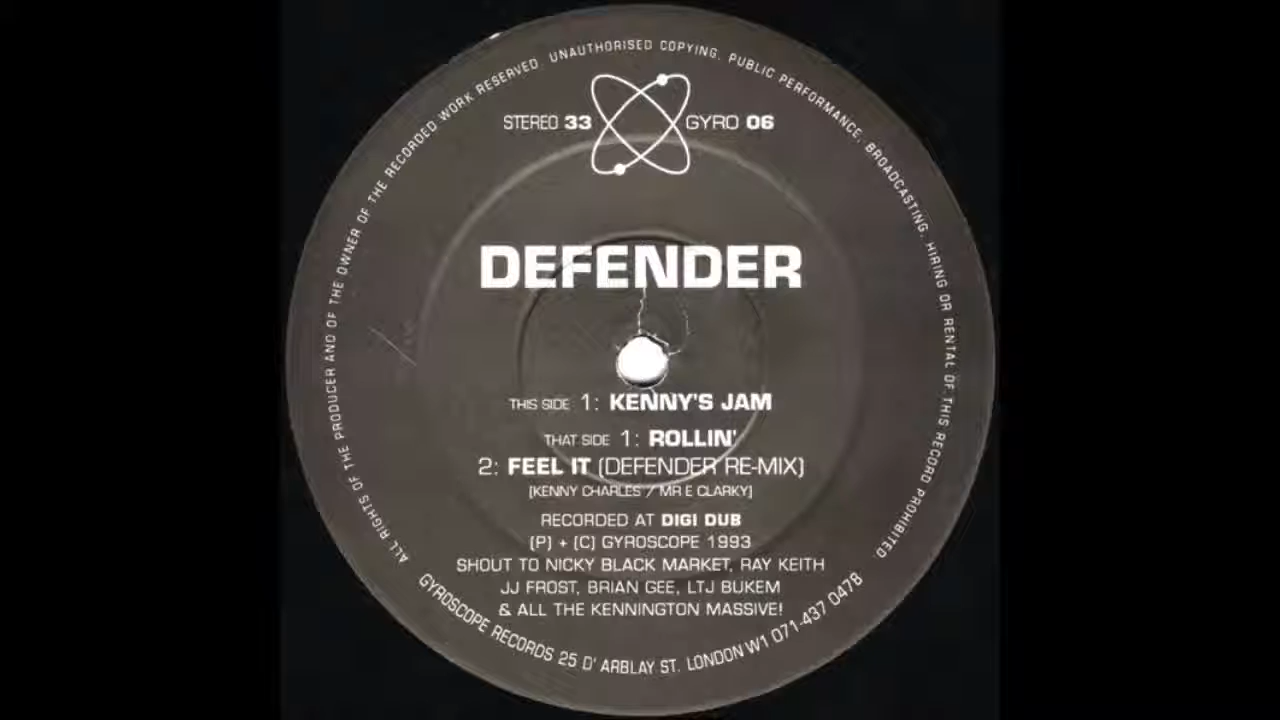 ALL RIGHTS OF THE PRODUCER AND OF THE OWNER OF THE RECORDED WORK RESERVED. UNAUTHORISED COPYING, PUBLIC PERFORMANCE, BROADCASTING, HIRING OR RENTAL OF THIS RECORD PROHIBITED.
STEREO 33 GYRO 06
DEFENDER
THIS SIDE 1: KENNY'S JAM
THAT SIDE 1: ROLLIN'
2: FEEL IT (DEFENDER RE-MIX)
[KENNY CHARLES / MR E CLARKY]
RECORDED AT DIGI DUB
(P) + (C) GYROSCOPE 1993
SHOUT TO NICKY BLACK MARKET, RAY KEITH
JJ FROST, BRIAN GEE, LTJ BUKEM
& ALL THE KENNINGTON MASSIVE!
GYROSCOPE RECORDS 25 D'ARBLAY ST. LONDON W1 071-437 0478